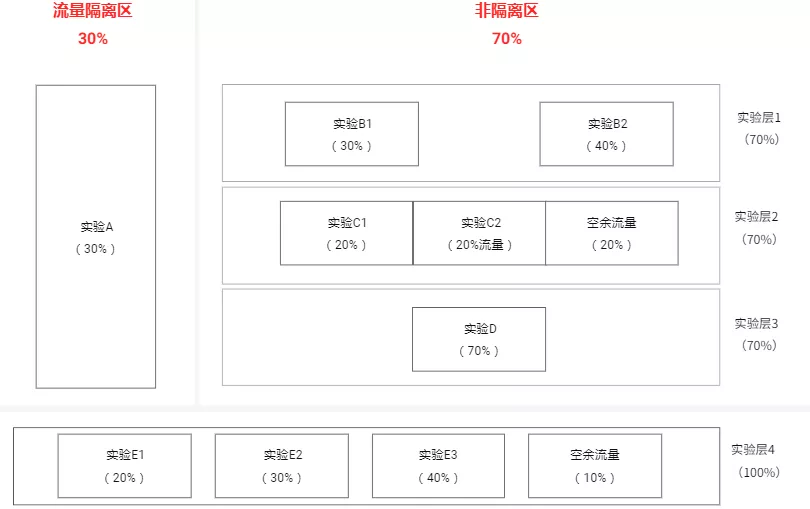 流量隔离区
30%
非隔离区
70%
实验A
（30%）
实验B1
（30%）
实验B2
（40%）
实验层1
（70%）
实验C1
（20%）
实验C2
（20%流量）
空余流量
（20%）
实验层2
（70%）
实验D
（70%）
实验层3
（70%）
实验E1
（20%）
实验E2
（30%）
实验E3
（40%）
空余流量
（10%）
实验层4
（100%）